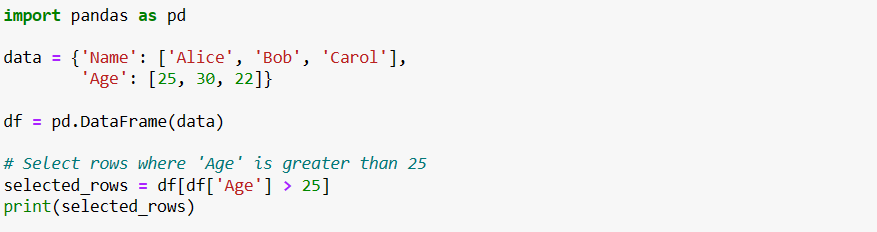 import pandas as pd
data = {'Name': ['Alice', 'Bob', 'Carol'],
        'Age': [25, 30, 22]}
df = pd.DataFrame(data)
# Select rows where 'Age' is greater than 25
selected_rows = df[df['Age'] > 25]
print(selected_rows)